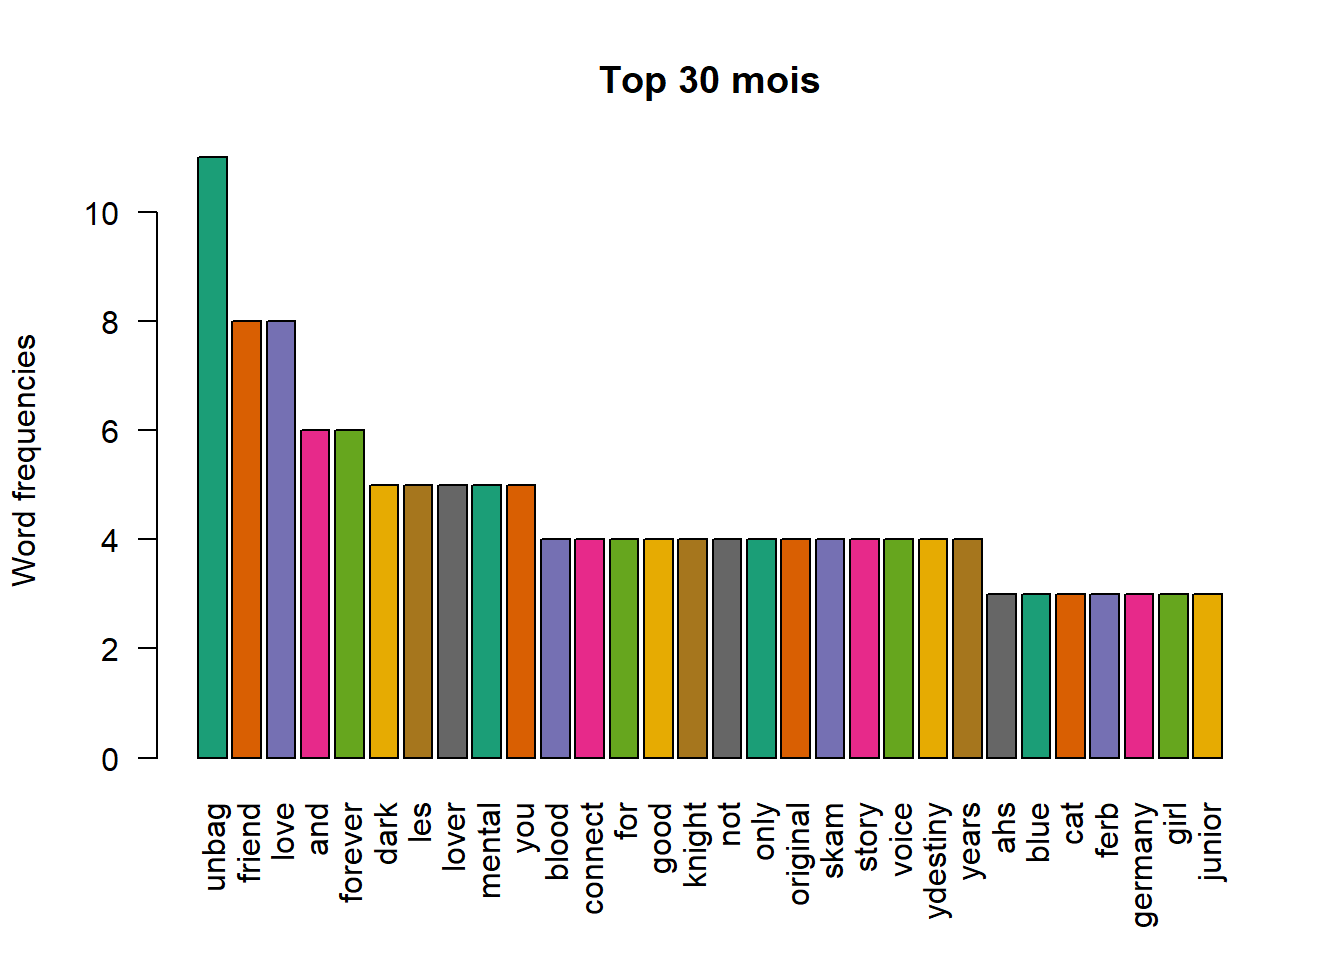 Top 30 mois
Word frequencies
10
8
6
4
2
0
unbag
friend
love
and
forever
dark
les
lover
mental
you
blood
connect
for
good
knight
not
only
original
skam
story
voice
ydestiny
years
ahs
blue
cat
ferb
germany
girl
junior